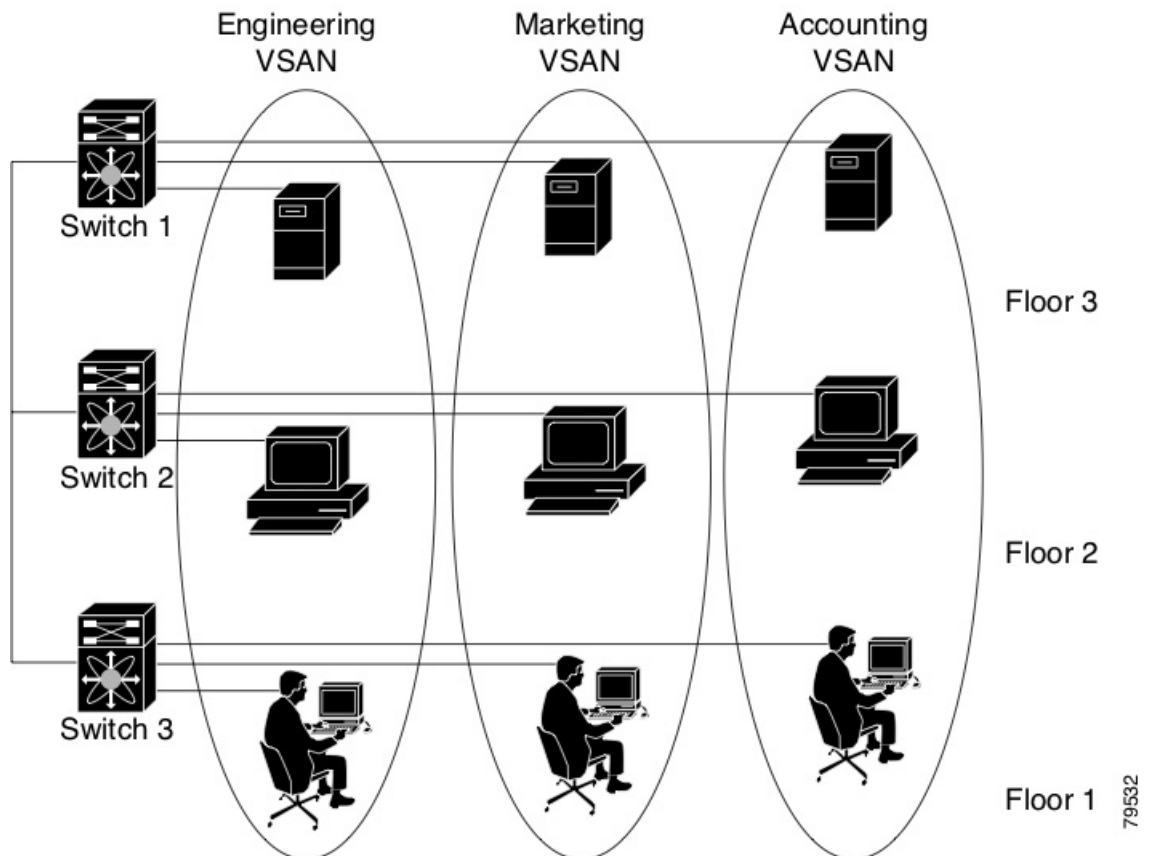 Engineering
VSAN
Marketing
VSAN
Accounting
VSAN
Switch 1
Floor 3
Switch 2
Floor 2
Switch 3
Floor 1
79532